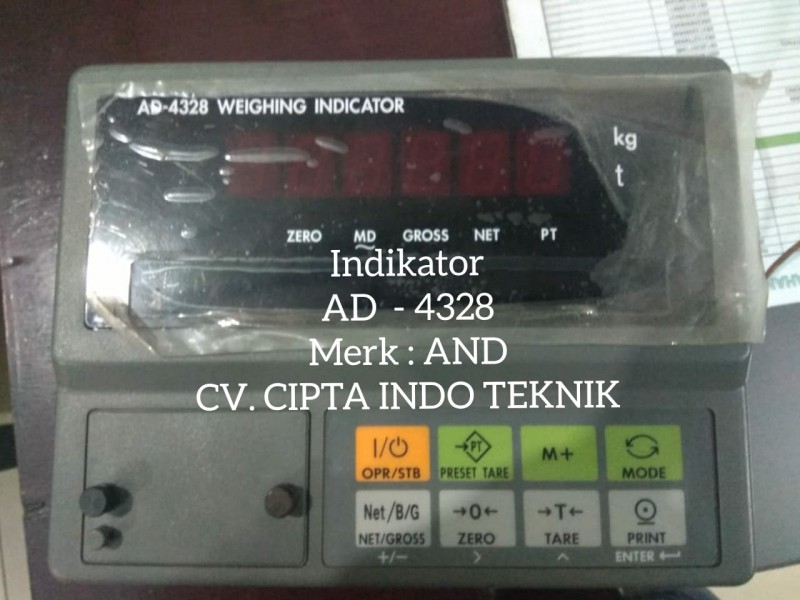 AD-4328 WEIGHING INDICATOR
kg
t
ZERO MD GROSS NET PT
Indikator
AD - 4328
Merk : AND
CV. CIPTA INDO TEKNIK
I/
OPR/STB
PT
PRESET TARE
M+
MODE
Net/B/G
NET/GROSS
+/−
→0←
ZERO
>
→T←
TARE
^
PRINT
ENTER